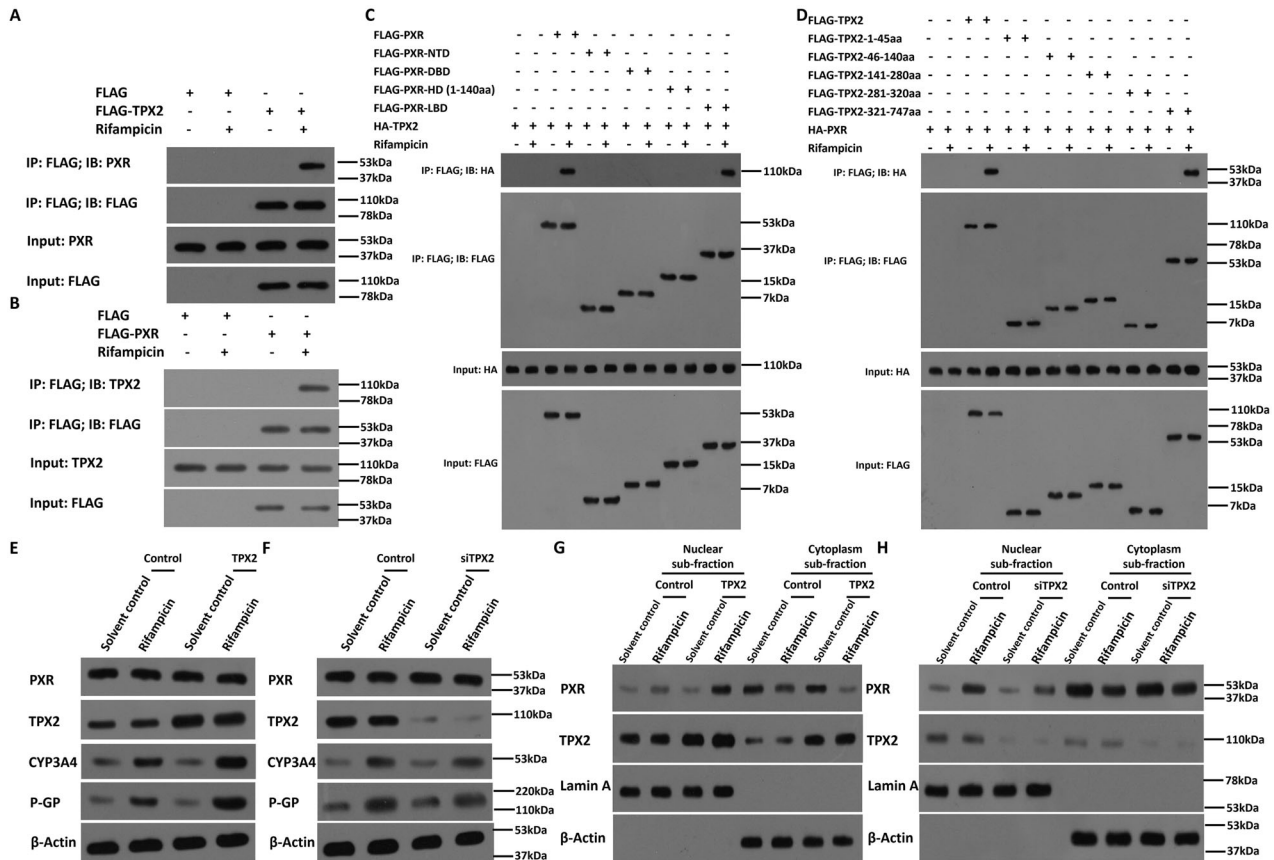 A
FLAG - + + - -
FLAG-TPX2 - - + +
Rifampicin - + - +
IP: FLAG; IB: PXR
53kDa
37kDa
IP: FLAG; IB: FLAG
110kDa
78kDa
Input: PXR
53kDa
37kDa
Input: FLAG
110kDa
78kDa
B
FLAG + + - -
FLAG-PXR - - + +
Rifampicin - + - +
IP: FLAG; IB: TPX2
110kDa
78kDa
IP: FLAG; IB: FLAG
53kDa
37kDa
Input: TPX2
110kDa
78kDa
Input: FLAG
53kDa
37kDa
C
FLAG-PXR - - + + - - - - - - - -
FLAG-PXR-NTD - - - - + + - - - - - -
FLAG-PXR-DBD - - - - - - + + - - - -
FLAG-PXR-HD (1-140aa) - - - - - - - - + + - -
FLAG-PXR-LBD - - - - - - - - - - + +
HA-TPX2 + + + + + + + + + + + +
Rifampicin - + - + - + - + - + - +
IP: FLAG; IB: HA
110kDa
IP: FLAG; IB: FLAG
53kDa
37kDa
15kDa
7kDa
Input: HA
110kDa
Input: FLAG
53kDa
37kDa
15kDa
7kDa
D
FLAG-TPX2 - - + + - - - - - - - - - -
FLAG-TPX2-1-45aa - - - - + + - - - - - - - -
FLAG-TPX2-46-140aa - - - - - - + + - - - - - -
FLAG-TPX2-141-280aa - - - - - - - - + + - - - -
FLAG-TPX2-281-320aa - - - - - - - - - - + + - -
FLAG-TPX2-321-747aa - - - - - - - - - - - - + +
HA-PXR + + + + + + + + + + + + + +
Rifampicin - + - + - + - + - + - + - +
IP: FLAG; IB: HA
53kDa
37kDa
IP: FLAG; IB: FLAG
110kDa
78kDa
53kDa
15kDa
7kDa
Input: HA
53kDa
37kDa
Input: FLAG
110kDa
78kDa
53kDa
15kDa
7kDa
E
Control TPX2
Solvent control Rifampicin Solvent control Rifampicin
PXR
TPX2
CYP3A4
P-GP
β-Actin
F
Control siTPX2
Solvent control Rifampicin Solvent control Rifampicin
PXR
53kDa
37kDa
TPX2
110kDa
CYP3A4
53kDa
P-GP
220kDa
110kDa
β-Actin
53kDa
37kDa
G
Nuclear sub-fraction
Cytoplasm sub-fraction
Control TPX2 Control TPX2
Solvent control Rifampicin Solvent control Rifampicin Solvent control Rifampicin Solvent control Rifampicin
PXR
TPX2
Lamin A
β-Actin
H
Nuclear sub-fraction
Cytoplasm sub-fraction
Control siTPX2 Control siTPX2
Solvent control Rifampicin Solvent control Rifampicin Solvent control Rifampicin Solvent control Rifampicin
PXR
53kDa
37kDa
TPX2
110kDa
Lamin A
78kDa
53kDa
β-Actin
53kDa
37kDa